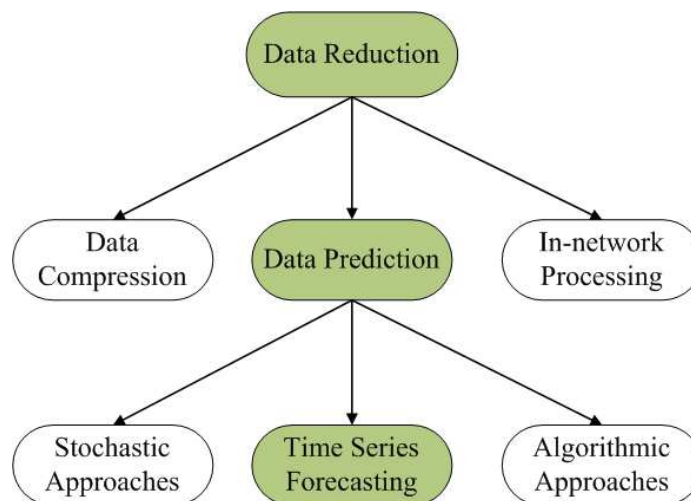 Data Reduction
Data
Compression
Data Prediction
In-network
Processing
Stochastic
Approaches
Time Series
Forecasting
Algorithmic
Approaches